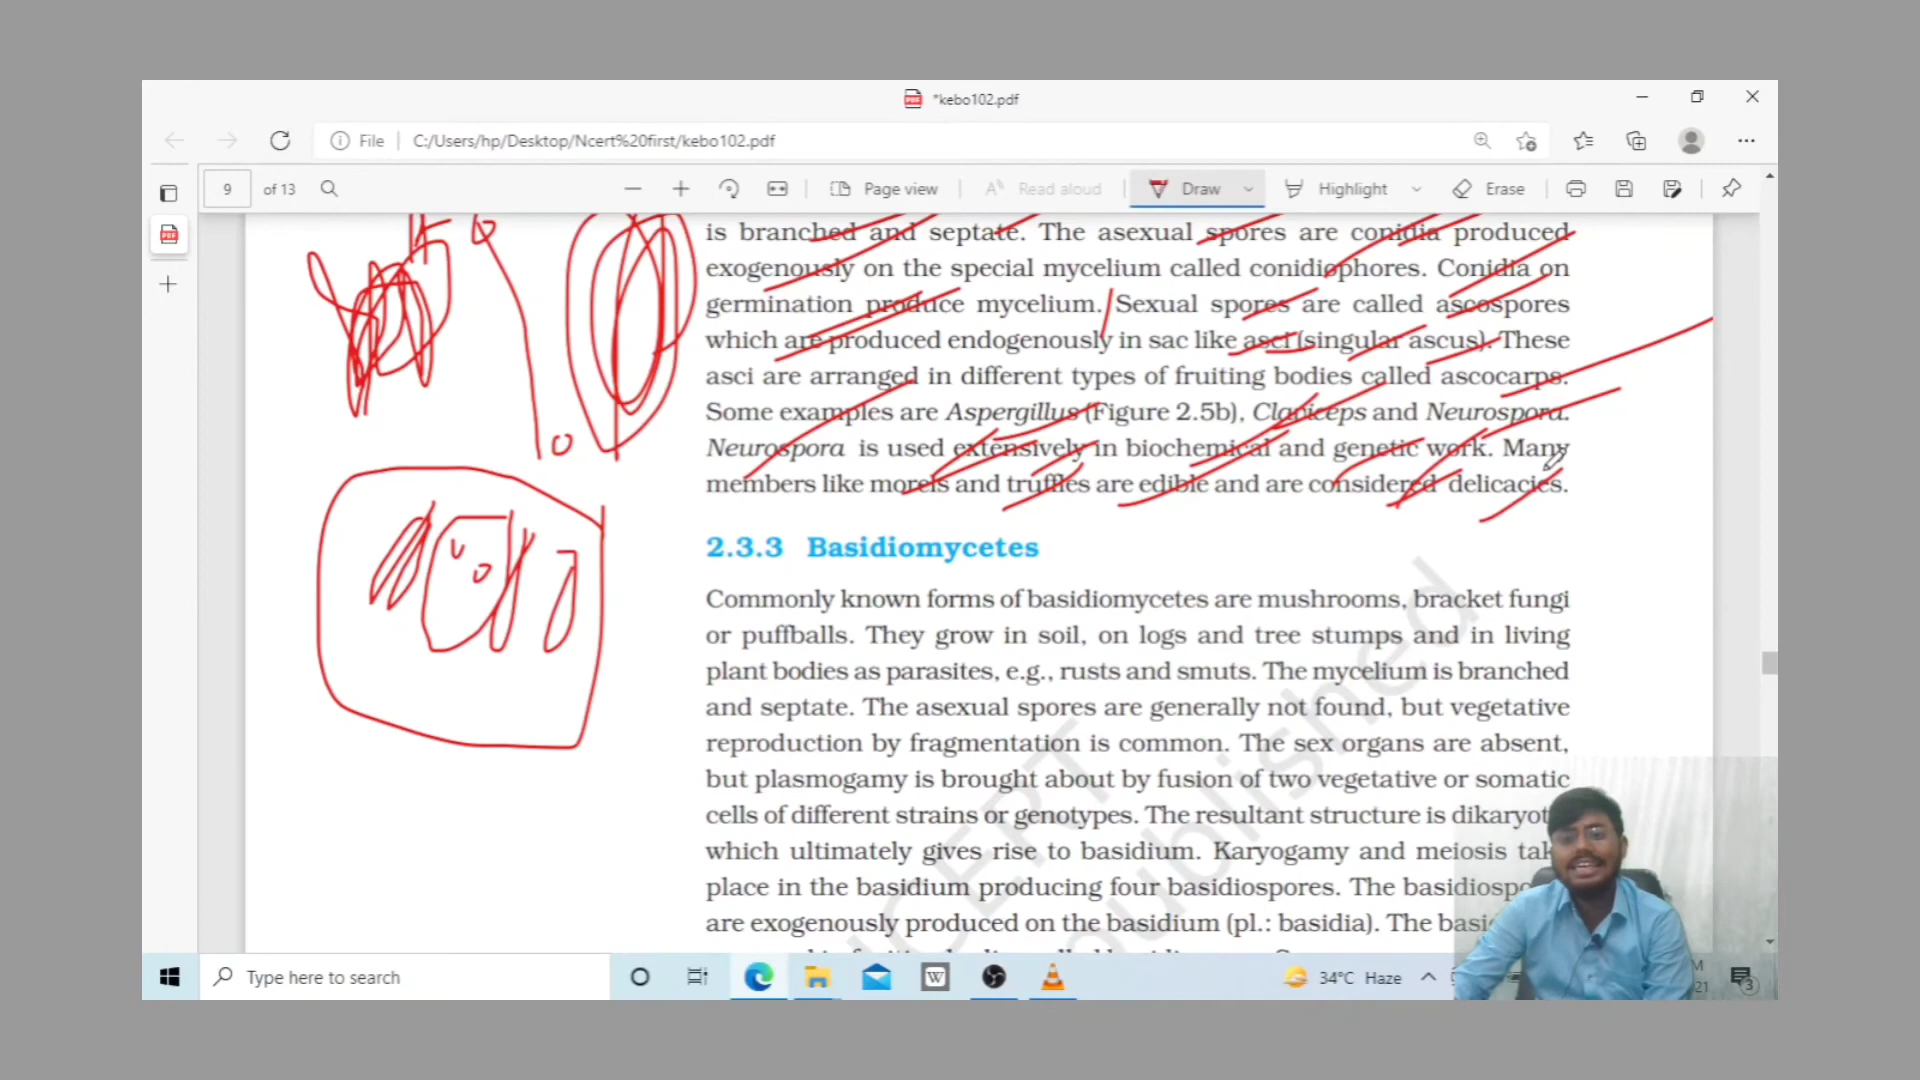 *kebo102.pdf
File C:/Users/hp/Desktop/Ncert%20first/kebo102.pdf
9 of 13 Page view Read aloud Draw Highlight Erase
is branched and septate. The asexual spores are conidia produced
exogenously on the special mycelium called conidiophores. Conidia on
germination produce mycelium. Sexual spores are called ascospores
which are produced endogenously in sac like asci (singular ascus). These
asci are arranged in different types of fruiting bodies called ascocarps.
Some examples are Aspergillus (Figure 2.5b), Claviceps and Neurospora.
Neurospora is used extensively in biochemical and genetic work. Many
members like morels and truffles are edible and are considered delicacies.
2.3.3 Basidiomycetes
Commonly known forms of basidiomycetes are mushrooms, bracket fungi
or puffballs. They grow in soil, on logs and tree stumps and in living
plant bodies as parasites, e.g., rusts and smuts. The mycelium is branched
and septate. The asexual spores are generally not found, but vegetative
reproduction by fragmentation is common. The sex organs are absent,
but plasmogamy is brought about by fusion of two vegetative or somatic
cells of different strains or genotypes. The resultant structure is dikaryot
which ultimately gives rise to basidium. Karyogamy and meiosis tak
place in the basidium producing four basidiospores. The basidiospo
are exogenously produced on the basidium (pl.: basidia). The basi
Type here to search 34°C Haze